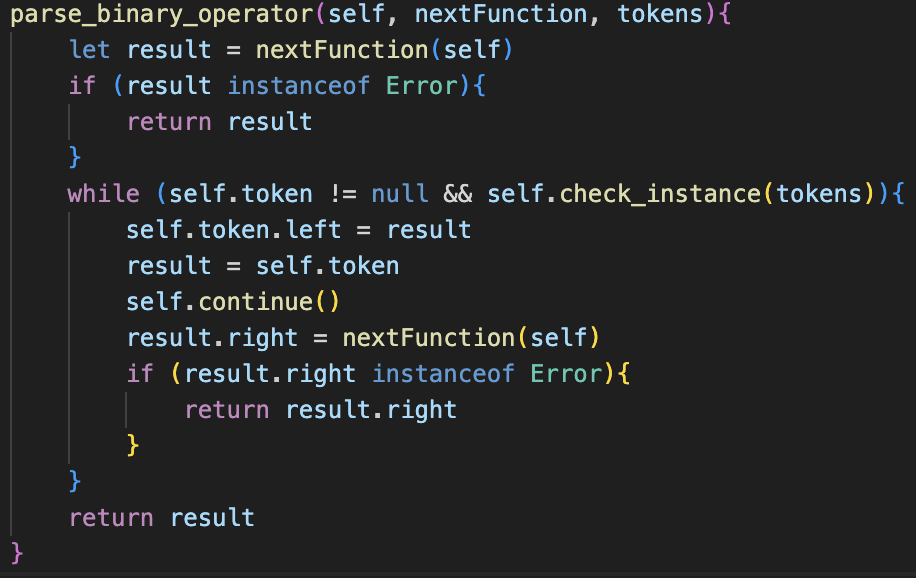 parse_binary_operator(self, nextFunction, tokens){
    let result = nextFunction(self)
    if (result instanceof Error){
        return result
    }
    while (self.token != null && self.check_instance(tokens)){
        self.token.left = result
        result = self.token
        self.continue()
        result.right = nextFunction(self)
        if (result.right instanceof Error){
            return result.right
        }
    }
    return result
}